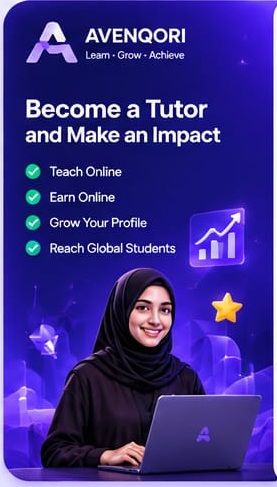 AVENQORI
Learn • Grow • Achieve
Become a Tutor
and Make an Impact
Teach Online
Earn Online
Grow Your Profile
Reach Global Students